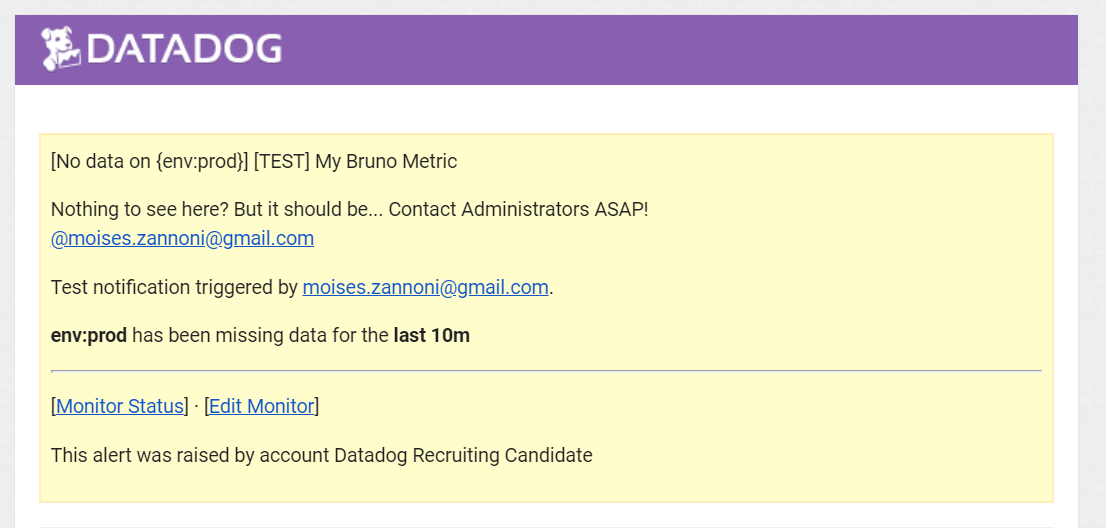 DATADOG
[No data on {env:prod}] [TEST] My Bruno Metric
Nothing to see here? But it should be... Contact Administrators ASAP!
@moises.zannoni@gmail.com
Test notification triggered by moises.zannoni@gmail.com.
env:prod has been missing data for the last 10m
[Monitor Status] · [Edit Monitor]
This alert was raised by account Datadog Recruiting Candidate